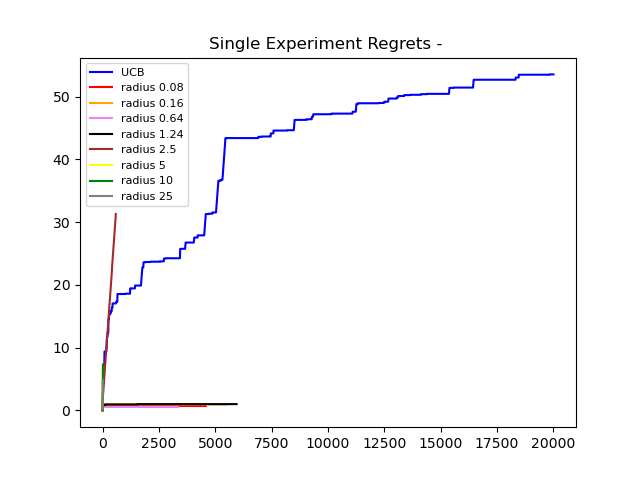 Single Experiment Regrets -
UCB
radius 0.08
radius 0.16
radius 0.64
radius 1.24
radius 2.5
radius 5
radius 10
radius 25
50
40
30
20
10
0
0 2500 5000 7500 10000 12500 15000 17500 20000